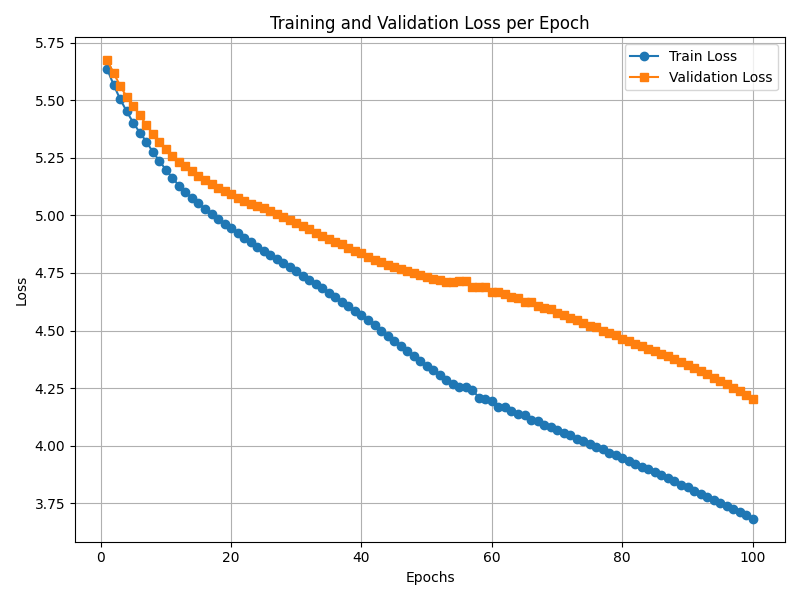 Training and Validation Loss per Epoch
Train Loss
Validation Loss
5.75
5.50
5.25
5.00
4.75
4.50
4.25
4.00
3.75
Loss
0 20 40 60 80 100
Epochs